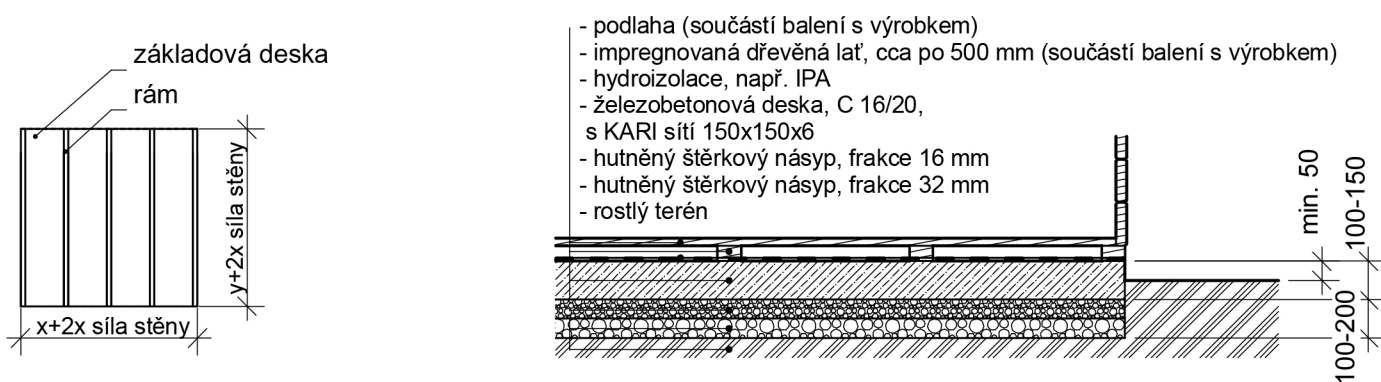 základová deska
rám
y+2x síla stěny
x+2x síla stěny
- podlaha (součástí balení s výrobkem)
- impregnovaná dřevěná lať, cca po 500 mm (součástí balení s výrobkem)
- hydroizolace, např. IPA
- železobetonová deska, C 16/20,
s KARI sítí 150x150x6
- hutněný štěrkový násyp, frakce 16 mm
- hutněný štěrkový násyp, frakce 32 mm
- rostlý terén
min. 50
100-150
100-200